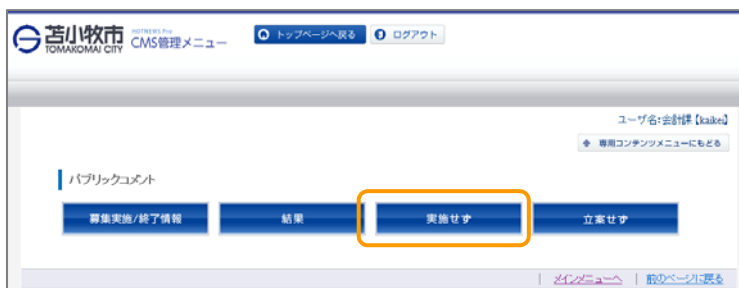 苫小牧市 HOTNEWS Pro
TOMAKOMAI CITY CMS管理メニュー トップページへ戻る ログアウト
ユーザ名:会計課【kaikei】
専用コンテンツメニューにもどる
パブリックコメント
募集実施/終了情報 結果 実施せず 立案せず
| メインメニューへ | 前のページに戻る